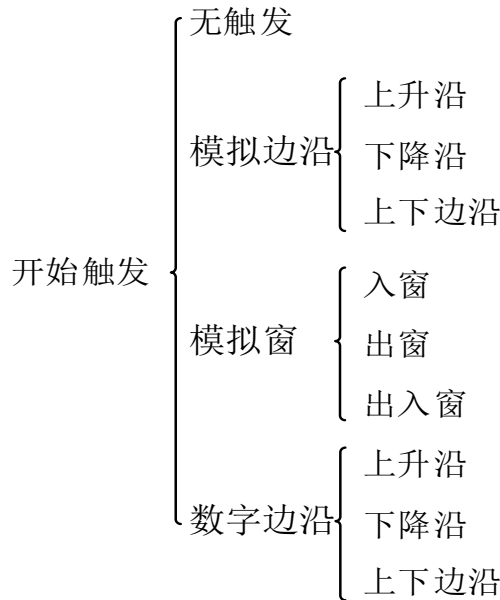 开始触发
无触发
模拟边沿
上升沿
下降沿
上下边沿
模拟窗
入窗
出窗
出入窗
数字边沿
上升沿
下降沿
上下边沿